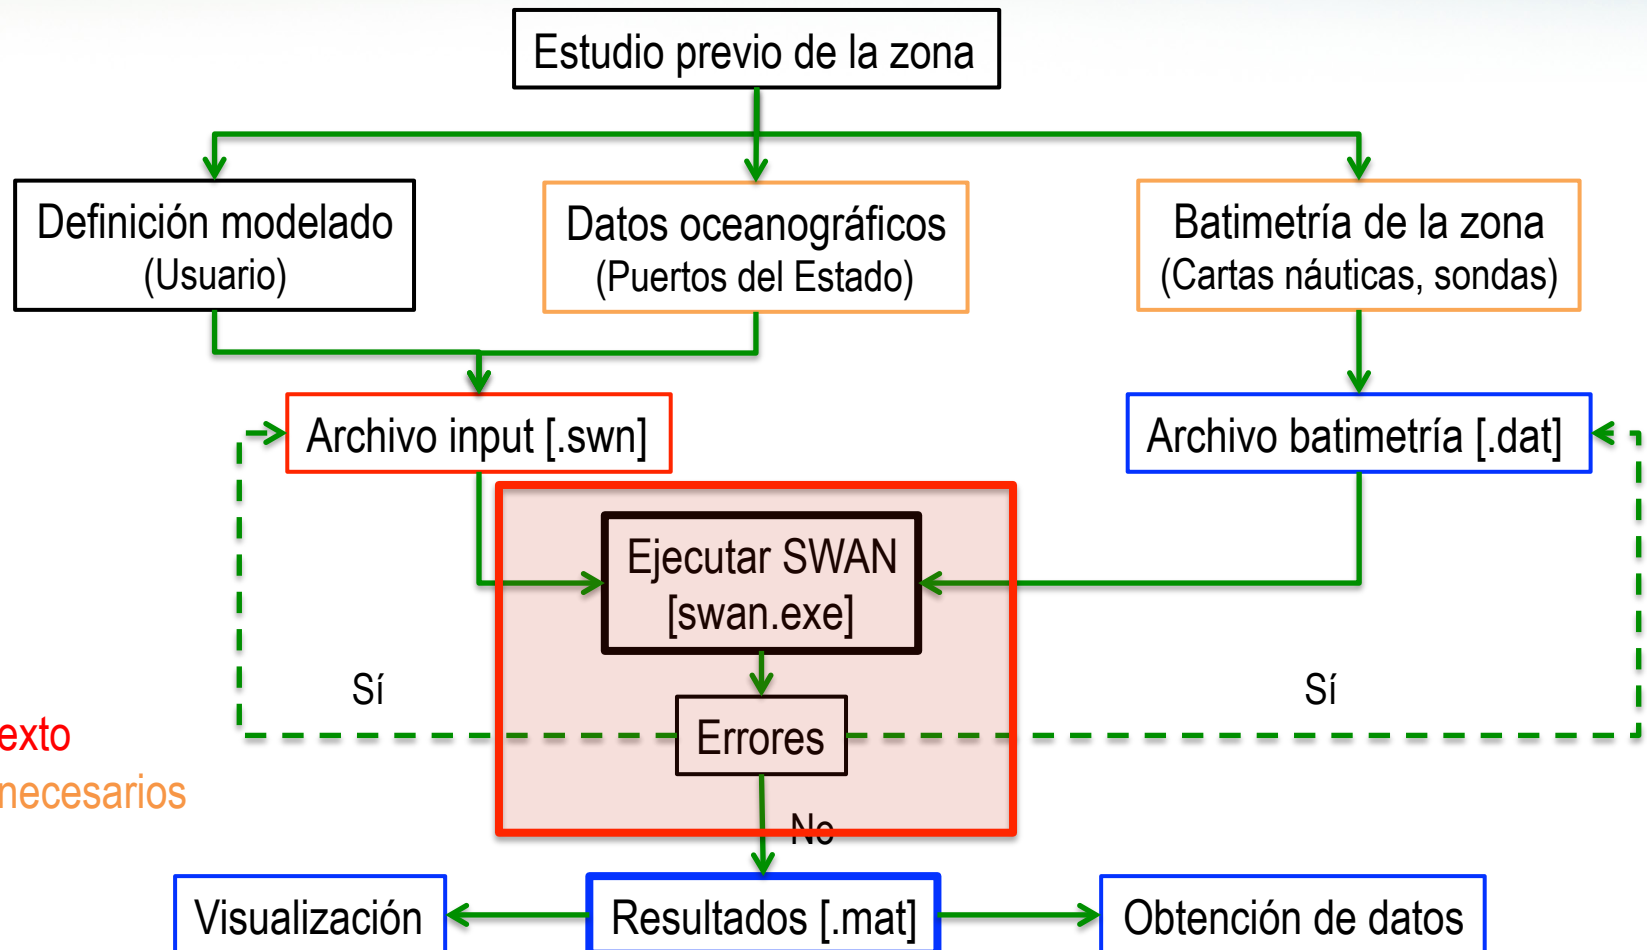 Estudio previo de la zona
Definición modelado
(Usuario)
Datos oceanográficos
(Puertos del Estado)
Batimetría de la zona
(Cartas náuticas, sondas)
Archivo input [.swn]
Archivo batimetría [.dat]
Ejecutar SWAN
[swan.exe]
Sí
Sí
Errores
exto
necesarios
No
Visualización
Resultados [.mat]
Obtención de datos